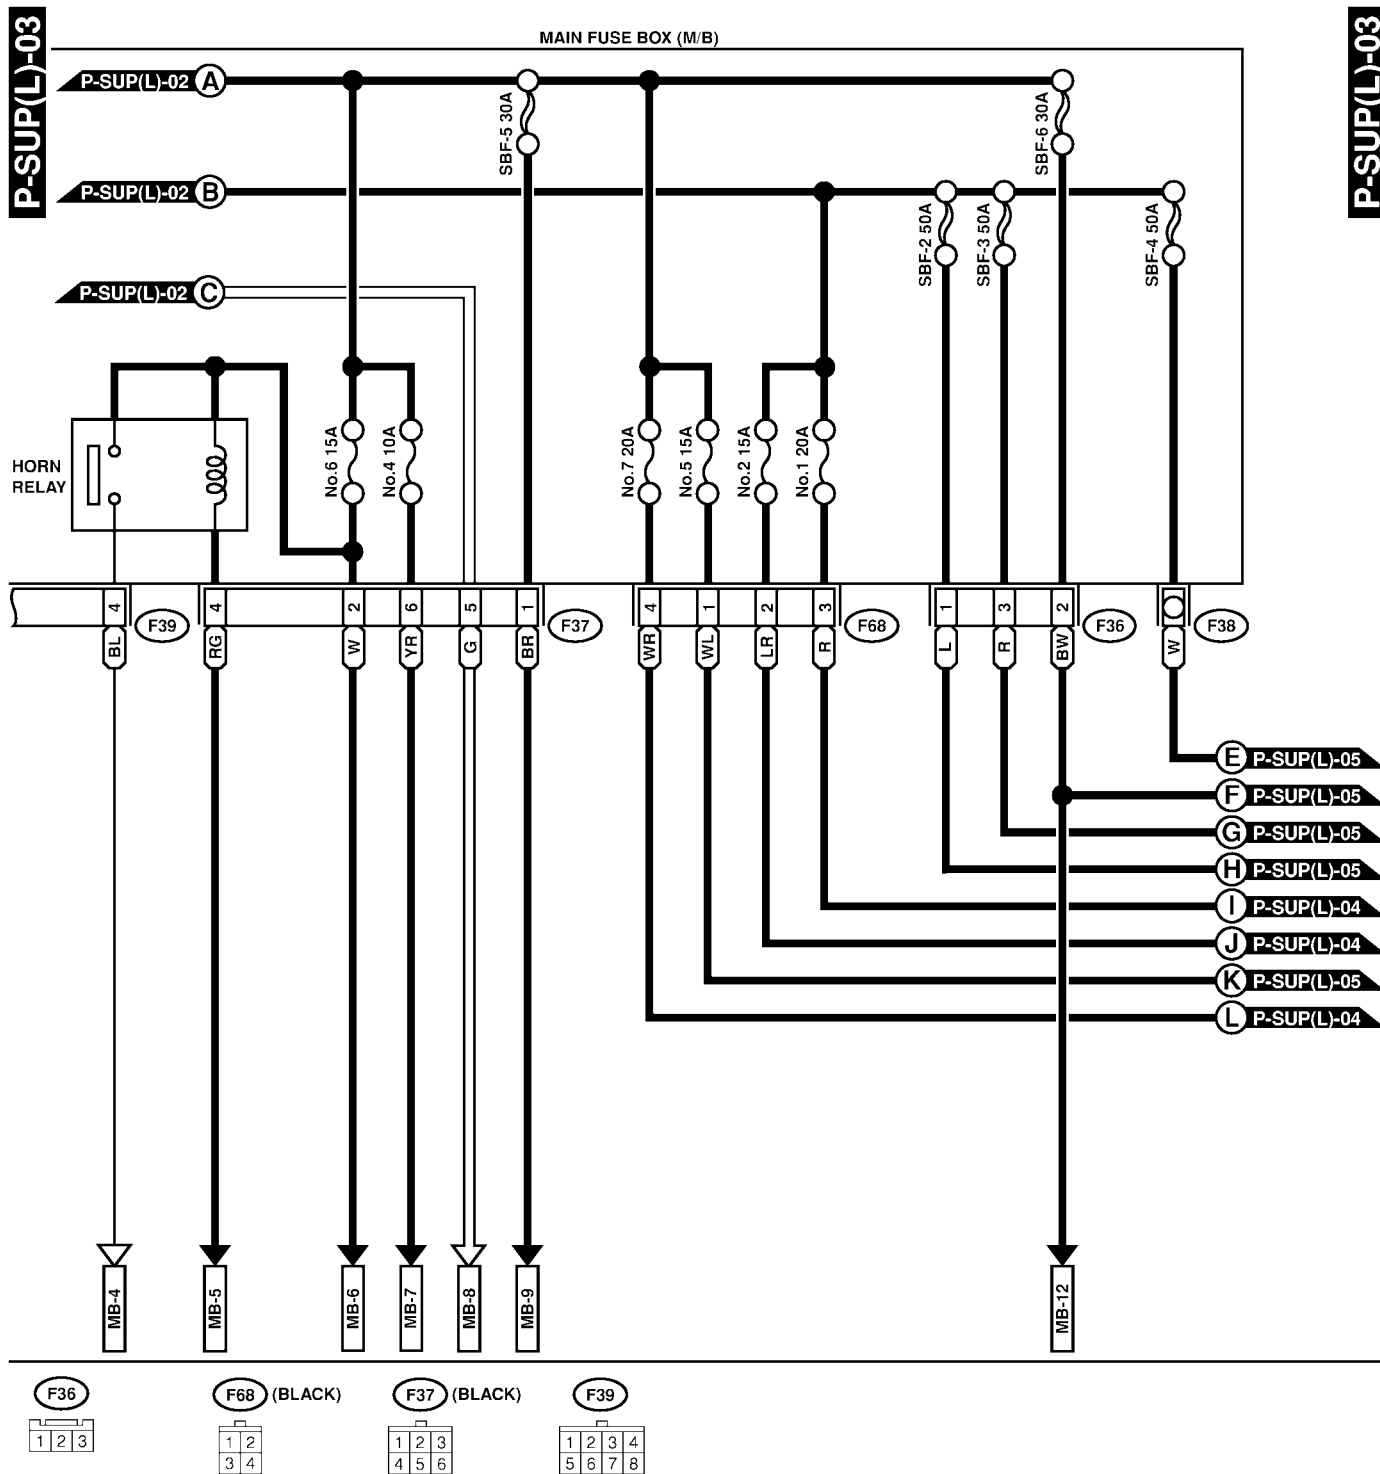 P-SUP(L)-03
P-SUP(L)-03
MAIN FUSE BOX (M/B)
P-SUP(L)-02 A
SBF-5 30A
SBF-6 30A
P-SUP(L)-02 B
SBF-2 50A
SBF-3 50A
SBF-4 50A
P-SUP(L)-02 C
HORN
RELAY
No.6 15A
No.4 10A
No.7 20A
No.5 15A
No.2 15A
No.1 20A
4 F39 4 2 6 5 1 F37 4 1 2 3 F68 1 3 2 F36 F38
BL RG W YR G BR WR WL LR R L R BW W
E P-SUP(L)-05
F P-SUP(L)-05
G P-SUP(L)-05
H P-SUP(L)-05
I P-SUP(L)-04
J P-SUP(L)-04
K P-SUP(L)-05
L P-SUP(L)-04
MB-4 MB-5 MB-6 MB-7 MB-8 MB-9 MB-12
F36
1 2 3
F68 (BLACK)
1 2
3 4
F37 (BLACK)
1 2 3
4 5 6
F39
1 2 3 4
5 6 7 8